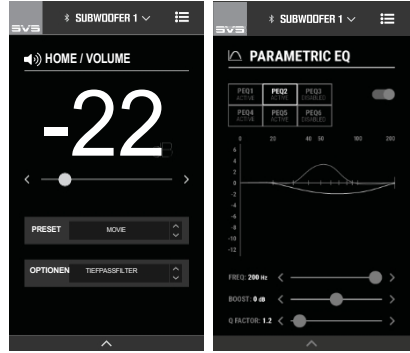 SVS
SUBWOOFER 1
HOME / VOLUME
-22
PRESET MOVIE
OPTIONEN TIEFPASSFILTER
SVS
SUBWOOFER 1
PARAMETRIC EQ
PEQ1 PEQ2 PEQ3
ACTIVE ACTIVE DISABLED
PEQ4 PEQ5 PEQ6
ACTIVE ACTIVE DISABLED
0 20 40 50 100 200
6
4
2
0
-2
-4
-6
-8
-10
-12
FREQ: 200 Hz
BOOST: 0 dB
Q FACTOR: 1.2